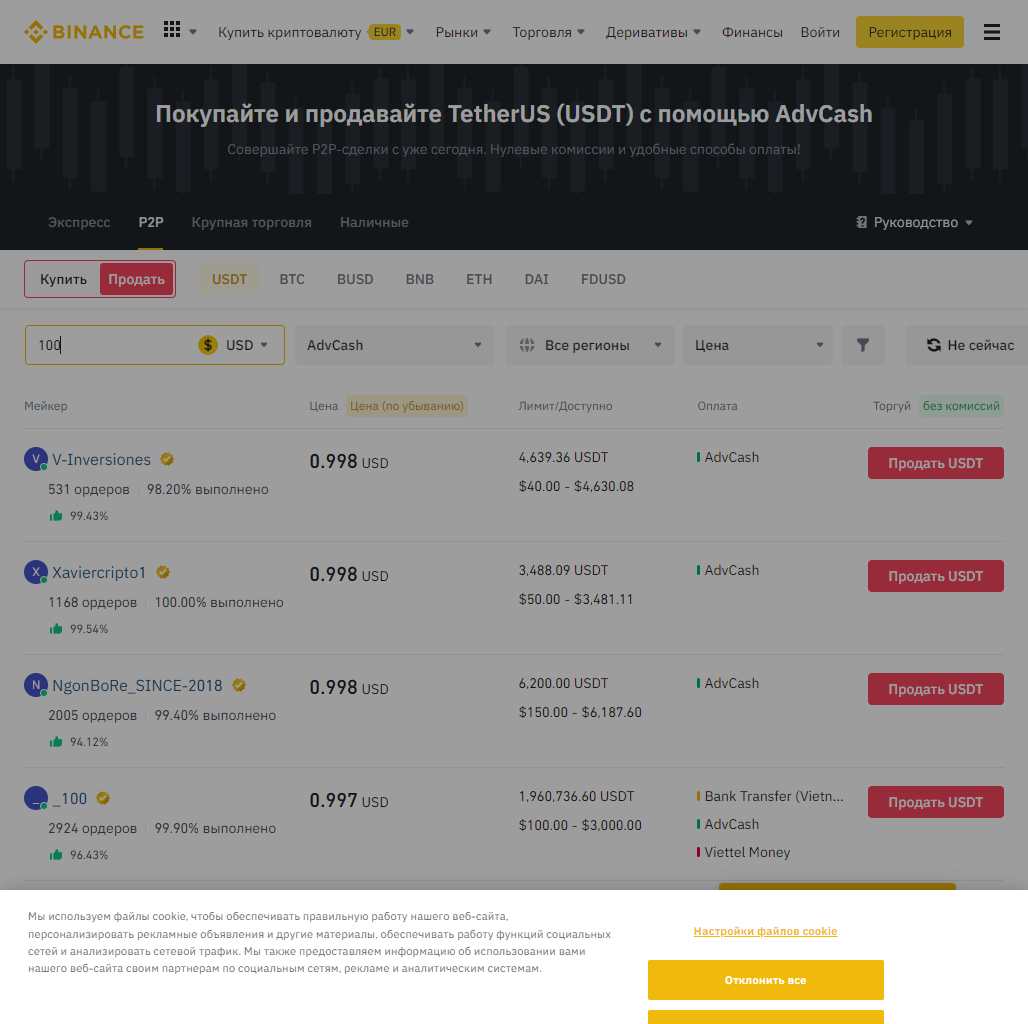 BINANCE
Купить криптовалюту EUR Рынки Торговля Деривативы Финансы Войти Регистрация
Покупайте и продавайте TetherUS (USDT) с помощью AdvCash
Совершайте P2P-сделки с уже сегодня. Нулевые комиссии и удобные способы оплаты!
Экспресс P2P Крупная торговля Наличные Руководство
Купить Продать USDT BTC BUSD BNB ETH DAI FDUSD
100 $ USD AdvCash Все регионы Цена Не сейчас
Мейкер Цена Цена (по убыванию) Лимит/Доступно Оплата Торгуй без комиссий
V V-Inversiones 0.998 USD 4,639.36 USDT AdvCash Продать USDT
531 ордеров 98.20% выполнено $40.00 - $4,630.08
99.43%
X Xaviercripto1 0.998 USD 3,488.09 USDT AdvCash Продать USDT
1168 ордеров 100.00% выполнено $50.00 - $3,481.11
99.54%
N NgonBoRe_SINCE-2018 0.998 USD 6,200.00 USDT AdvCash Продать USDT
2005 ордеров 99.40% выполнено $150.00 - $6,187.60
94.12%
_ _100 0.997 USD 1,960,736.60 USDT Bank Transfer (Vietn... Продать USDT
2924 ордеров 99.90% выполнено $100.00 - $3,000.00 AdvCash
96.43% Viettel Money
Мы используем файлы cookie, чтобы обеспечивать правильную работу нашего веб-сайта,
персонализировать рекламные объявления и другие материалы, обеспечивать работу функций социальных
сетей и анализировать сетевой трафик. Мы также предоставляем информацию об использовании вами
нашего веб-сайта своим партнерам по социальным сетям, рекламе и аналитическим системам.
Настройки файлов cookie
Отклонить все